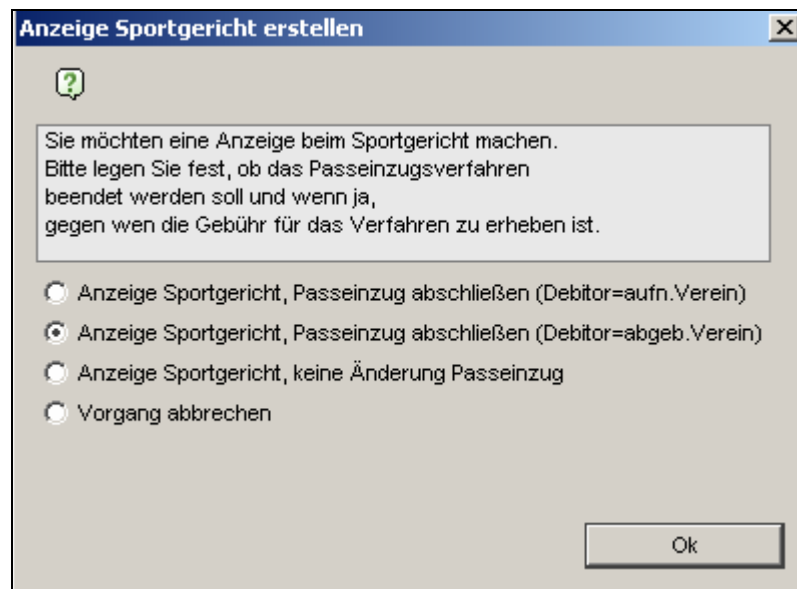 Anzeige Sportgericht erstellen
Sie möchten eine Anzeige beim Sportgericht machen.
Bitte legen Sie fest, ob das Passeinzugsverfahren
beendet werden soll und wenn ja,
gegen wen die Gebühr für das Verfahren zu erheben ist.
Anzeige Sportgericht, Passeinzug abschließen (Debitor=aufn.Verein)
Anzeige Sportgericht, Passeinzug abschließen (Debitor=abgeb.Verein)
Anzeige Sportgericht, keine Änderung Passeinzug
Vorgang abbrechen
Ok